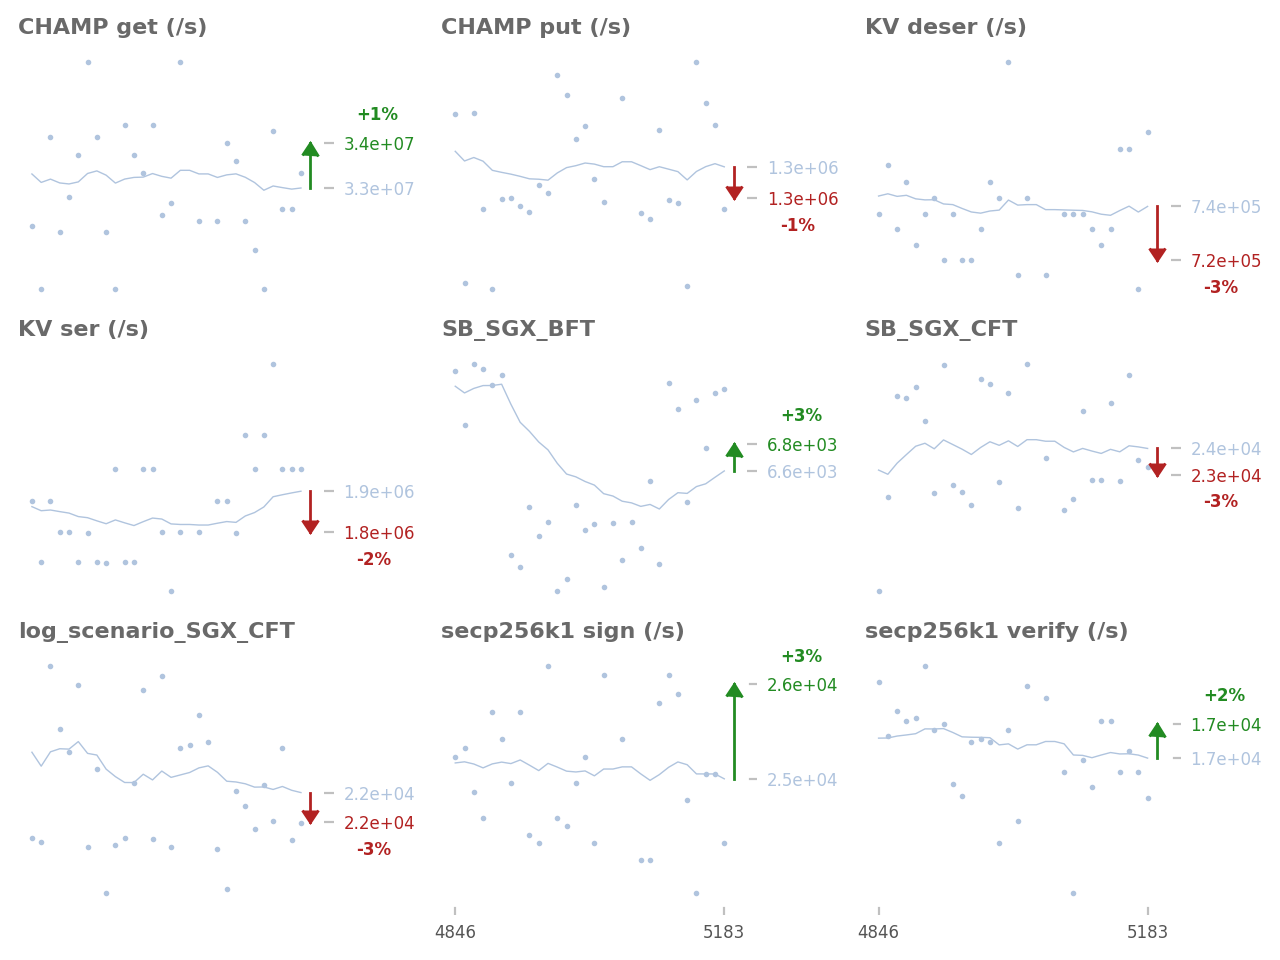 CHAMP get (/s)
+1%
3.4e+07
3.3e+07
CHAMP put (/s)
1.3e+06
1.3e+06
-1%
KV deser (/s)
7.4e+05
7.2e+05
-3%
KV ser (/s)
1.9e+06
1.8e+06
-2%
SB_SGX_BFT
+3%
6.8e+03
6.6e+03
SB_SGX_CFT
2.4e+04
2.3e+04
-3%
log_scenario_SGX_CFT
2.2e+04
2.2e+04
-3%
secp256k1 sign (/s)
+3%
2.6e+04
2.5e+04
4846 5183
secp256k1 verify (/s)
+2%
1.7e+04
1.7e+04
4846 5183